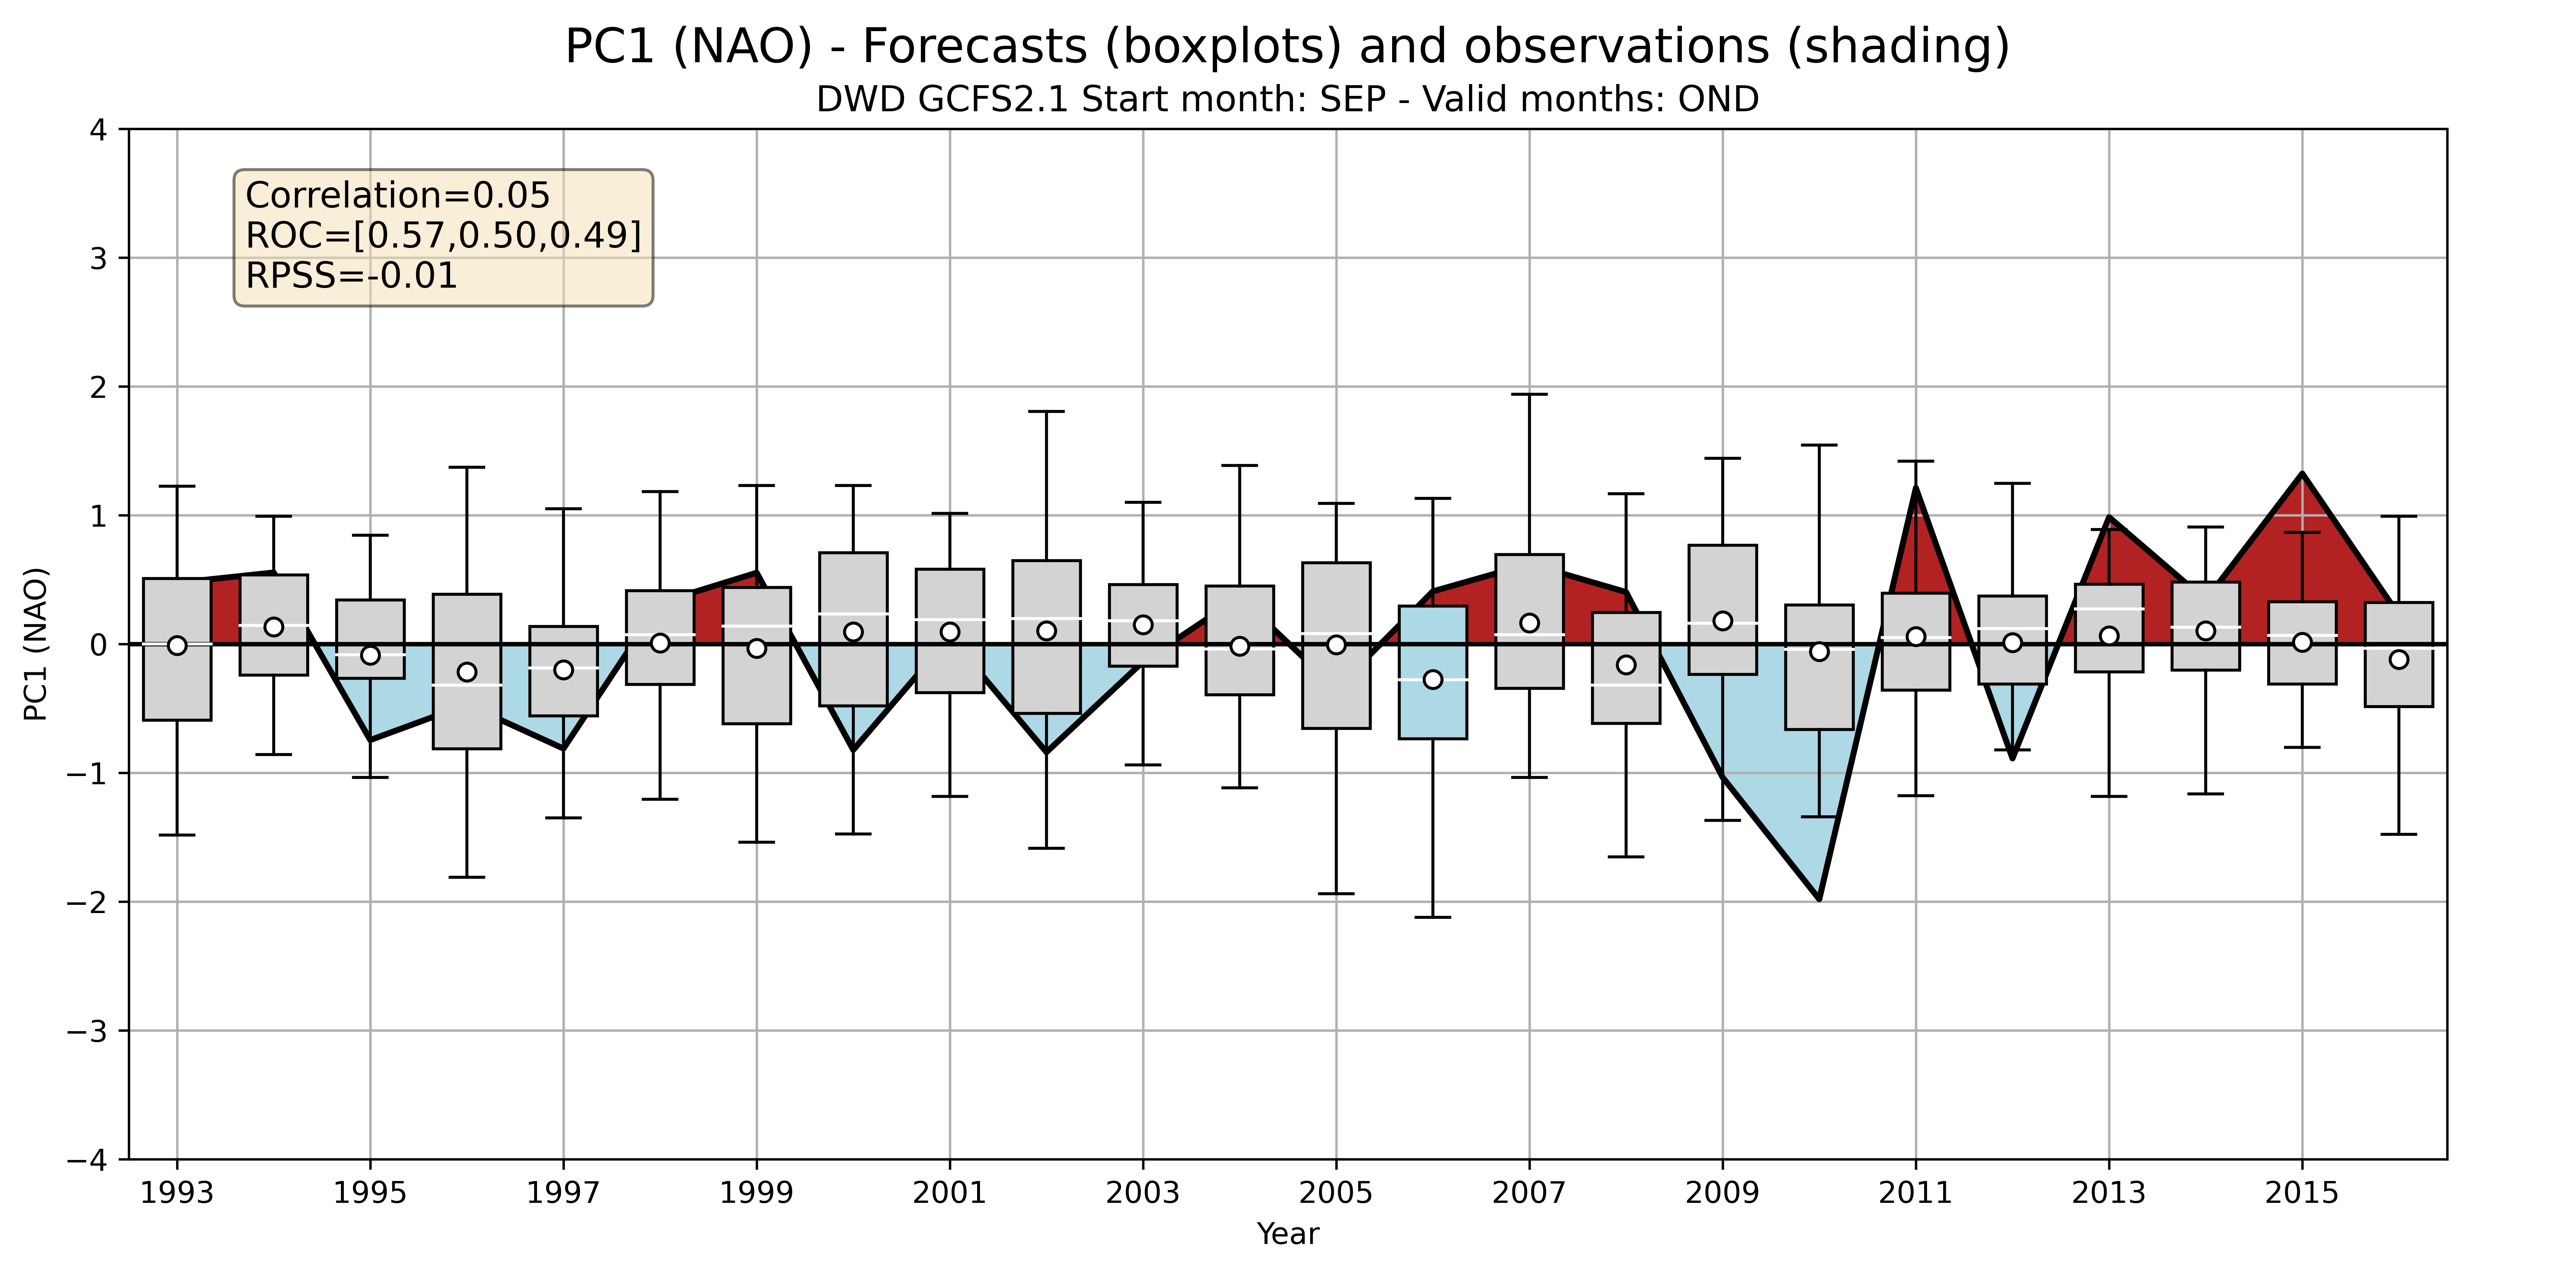 PC1 (NAO) - Forecasts (boxplots) and observations (shading)
DWD GCFS2.1 Start month: SEP - Valid months: OND
Correlation=0.05
ROC=[0.57,0.50,0.49]
RPSS=-0.01
PC1 (NAO)
4
3
2
1
0
−1
−2
−3
−4
1993 1995 1997 1999 2001 2003 2005 2007 2009 2011 2013 2015
Year